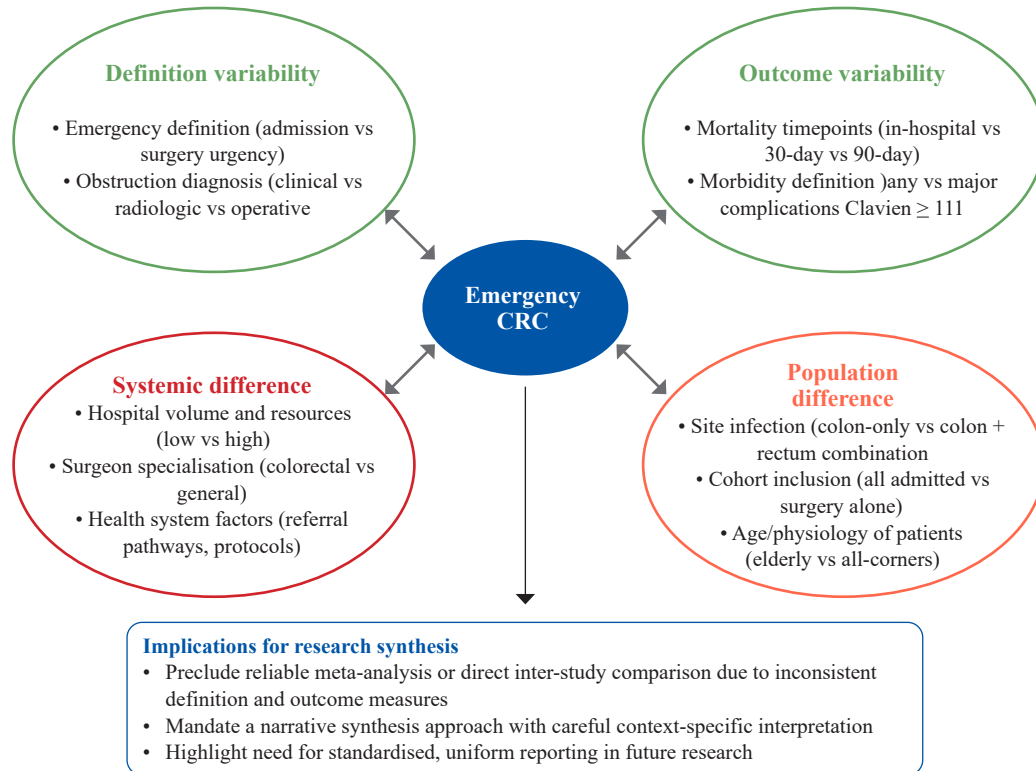 Definition variability
• Emergency definition (admission vs
surgery urgency)
• Obstruction diagnosis (clinical vs
radiologic vs operative
Outcome variability
• Mortality timepoints (in-hospital vs
30-day vs 90-day)
• Morbidity definition )any vs major
complications Clavien ≥ 111
Emergency
CRC
Systemic difference
• Hospital volume and resources
(low vs high)
• Surgeon specialisation (colorectal vs
general)
• Health system factors (referral
pathways, protocols)
Population
difference
• Site infection (colon-only vs colon +
rectum combination
• Cohort inclusion (all admitted vs
surgery alone)
• Age/physiology of patients
(elderly vs all-corners)
Implications for research synthesis
• Preclude reliable meta-analysis or direct inter-study comparison due to inconsistent
definition and outcome measures
• Mandate a narrative synthesis approach with careful context-specific interpretation
• Highlight need for standardised, uniform reporting in future research